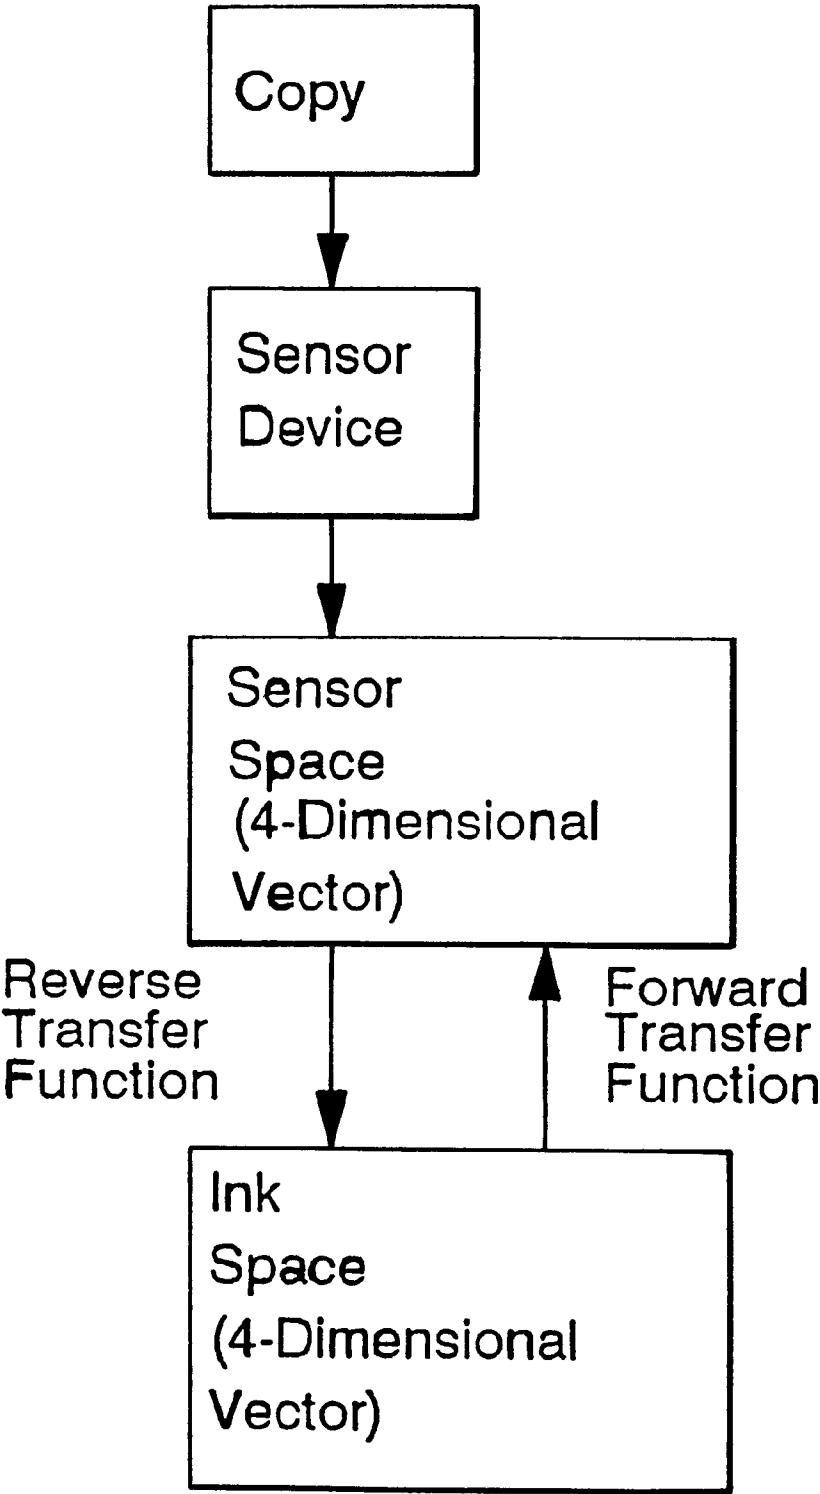 Copy
Sensor
Device
Sensor
Space
(4-Dimensional
Vector)
Reverse
Transfer
Function
Forward
Transfer
Function
Ink
Space
(4-Dimensional
Vector)